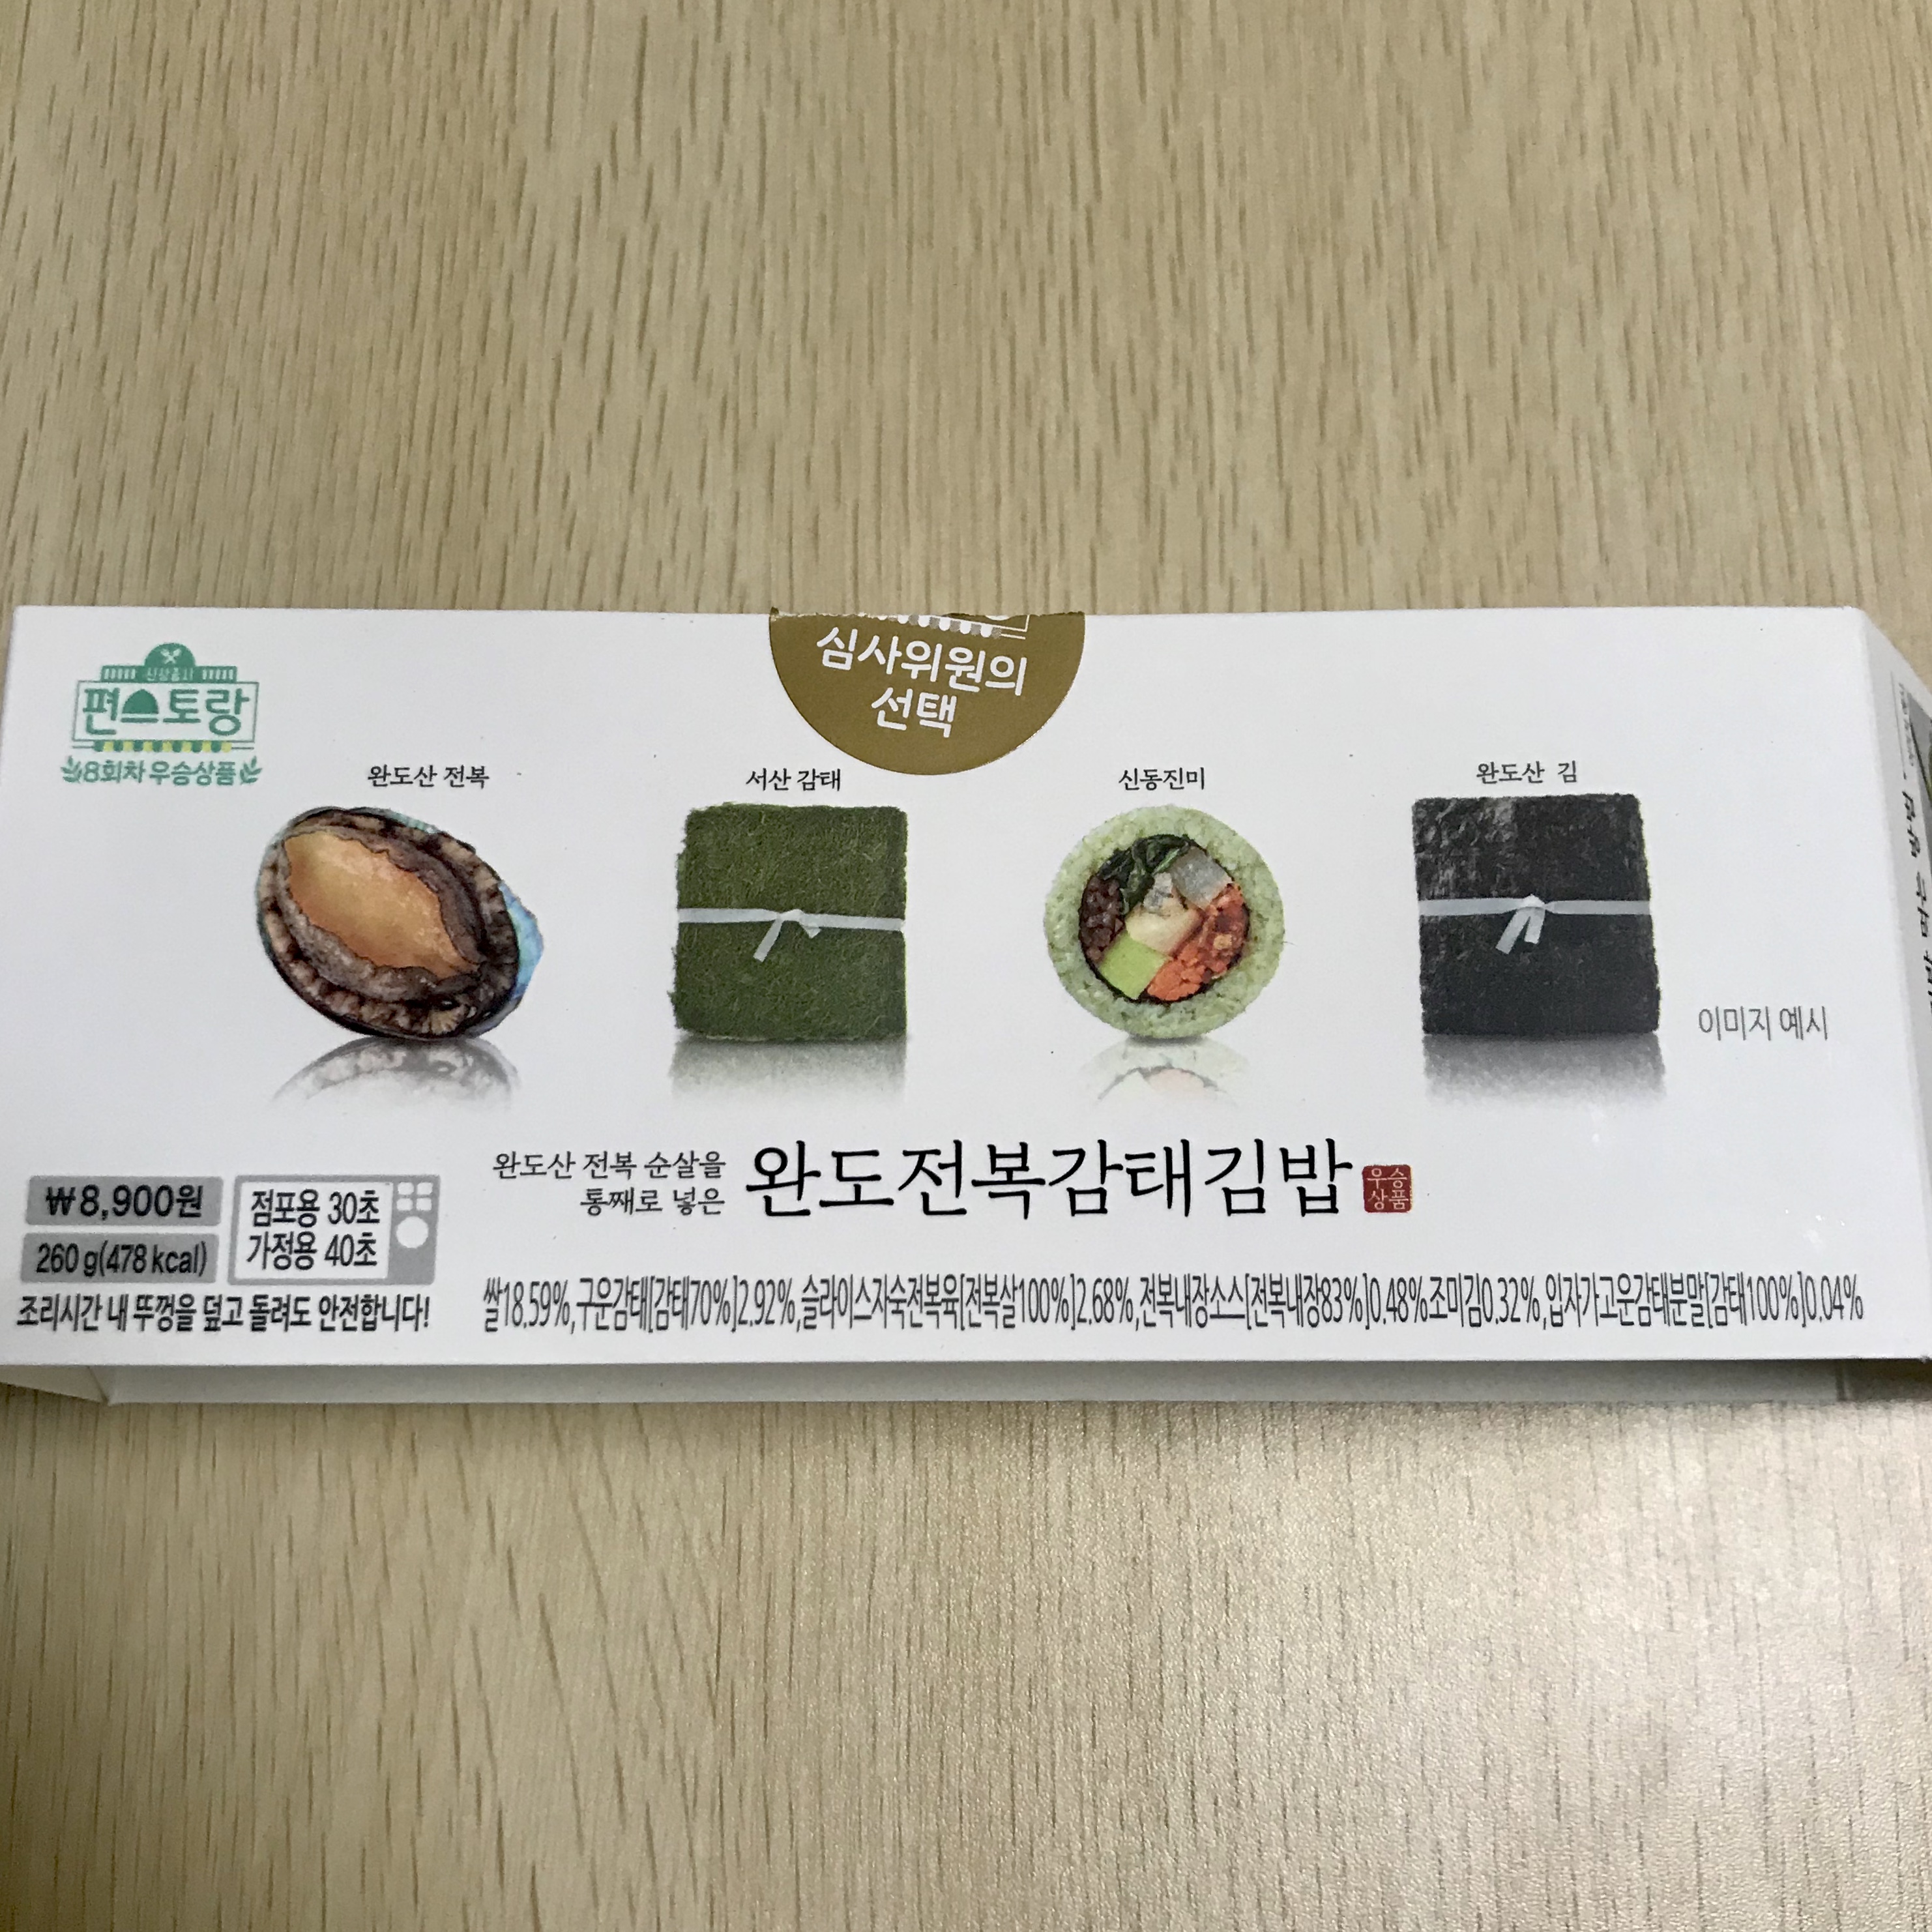 심사위원의
선택
신상출시
편스토랑
8회차 우승상품
완도산 전복
서산 감태
신동진미
완도산 김
이미지 예시
완도산 전복 순살을
통째로 넣은
완도전복감태김밥
우승
상품
₩8,900원
260 g(478 kcal)
점포용 30초
가정용 40초
조리시간 내 뚜껑을 덮고 돌려도 안전합니다!
쌀18.59%,구운감태[감태70%]2.92%,슬라이스자숙전복육[전복살100%]2.68%,전복내장소스[전복내장83%]0.48%조미김0.32%,입자가고운감태분말[감태100%]0.04%